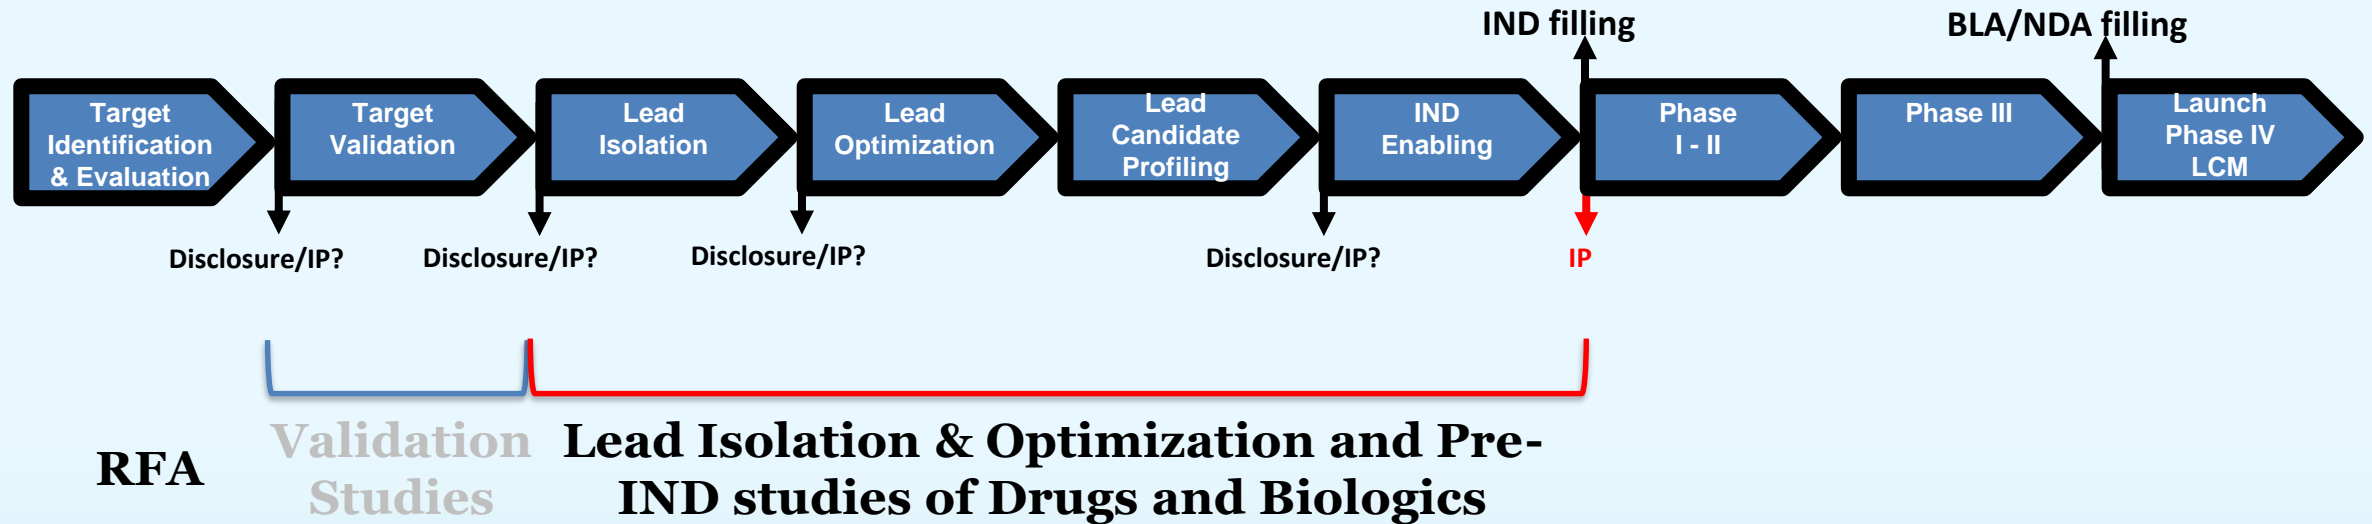 IND filling
BLA/NDA filling
Target
Identification
& Evaluation
Target
Validation
Lead
Isolation
Lead
Optimization
Lead
Candidate
Profiling
IND
Enabling
Phase
I - II
Phase III
Launch
Phase IV
LCM
Disclosure/IP?
Disclosure/IP?
Disclosure/IP?
Disclosure/IP?
IP
RFA
Validation
Studies
Lead Isolation & Optimization and Pre-
IND studies of Drugs and Biologics